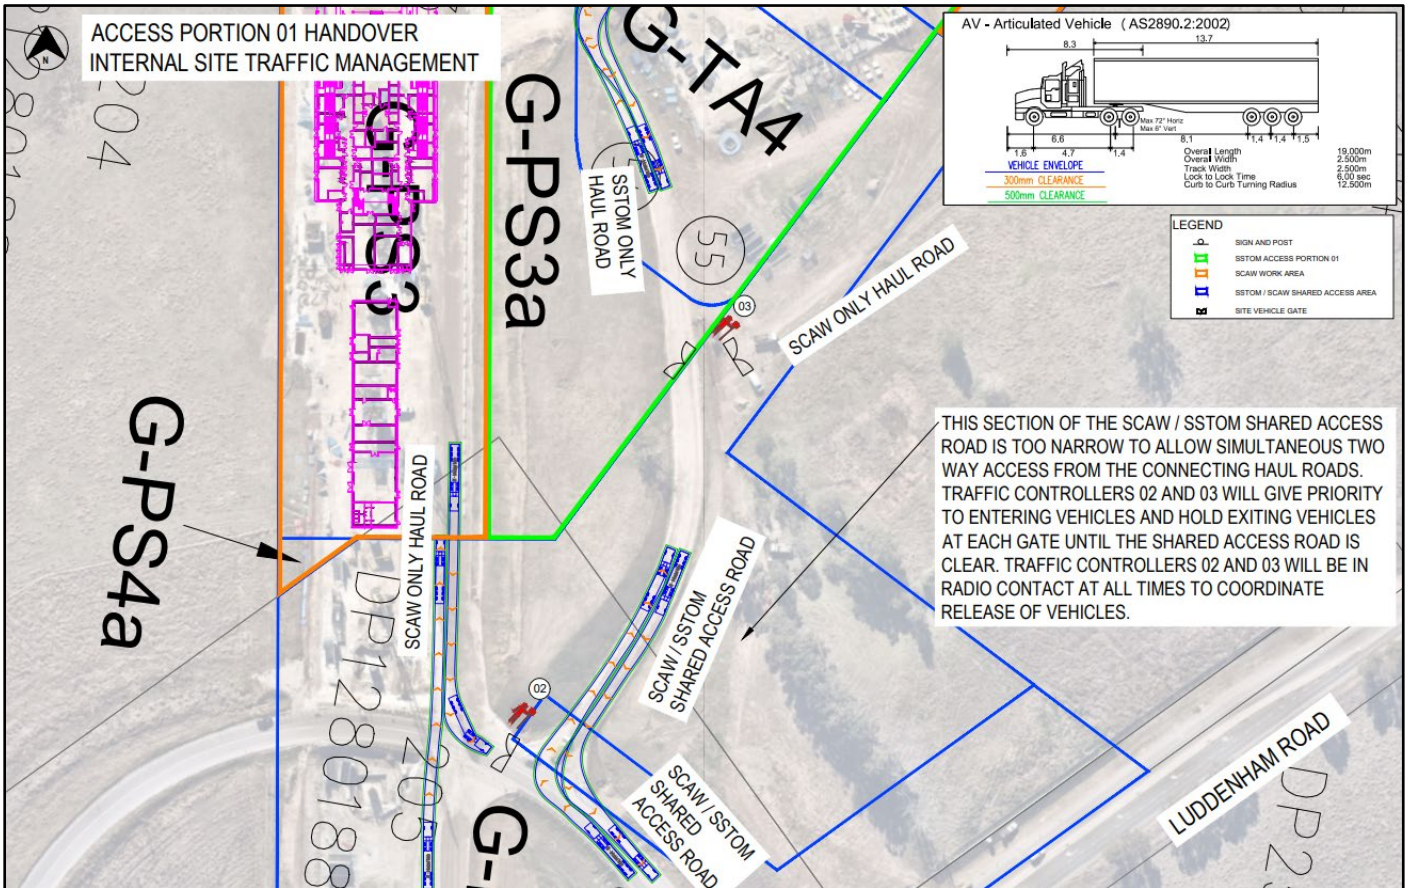 ACCESS PORTION 01 HANDOVER
INTERNAL SITE TRAFFIC MANAGEMENT
N
204
G-PS3a
G-TA4
55
SSTOM ONLY
HAUL ROAD
03
SCAW ONLY HAUL ROAD
AV - Articulated Vehicle (AS2890.2:2002)
8.3
13.7
Max 72° Horiz
Max 6° Vert
6.6
8.1
1.4
1.4
1.5
1.6
4.7
1.4
VEHICLE ENVELOPE
300mm CLEARANCE
500mm CLEARANCE
Overall Length 19.000m
Overall Width 2.500m
Track Width 2.500m
Lock to Lock Time 6.00 sec
Curb to Curb Turning Radius 12.500m
LEGEND
SIGN AND POST
SSTOM ACCESS PORTION 01
SCAW WORK AREA
SSTOM / SCAW SHARED ACCESS AREA
SITE VEHICLE GATE
THIS SECTION OF THE SCAW / SSTOM SHARED ACCESS
ROAD IS TOO NARROW TO ALLOW SIMULTANEOUS TWO
WAY ACCESS FROM THE CONNECTING HAUL ROADS.
TRAFFIC CONTROLLERS 02 AND 03 WILL GIVE PRIORITY
TO ENTERING VEHICLES AND HOLD EXITING VEHICLES
AT EACH GATE UNTIL THE SHARED ACCESS ROAD IS
CLEAR. TRAFFIC CONTROLLERS 02 AND 03 WILL BE IN
RADIO CONTACT AT ALL TIMES TO COORDINATE
RELEASE OF VEHICLES.
G-PS4a
SCAW ONLY HAUL ROAD
SCAW / SSTOM
SHARED ACCESS ROAD
02
SCAW / SSTOM
SHARED
ACCESS ROAD
LUDDENHAM ROAD
203
DP128018